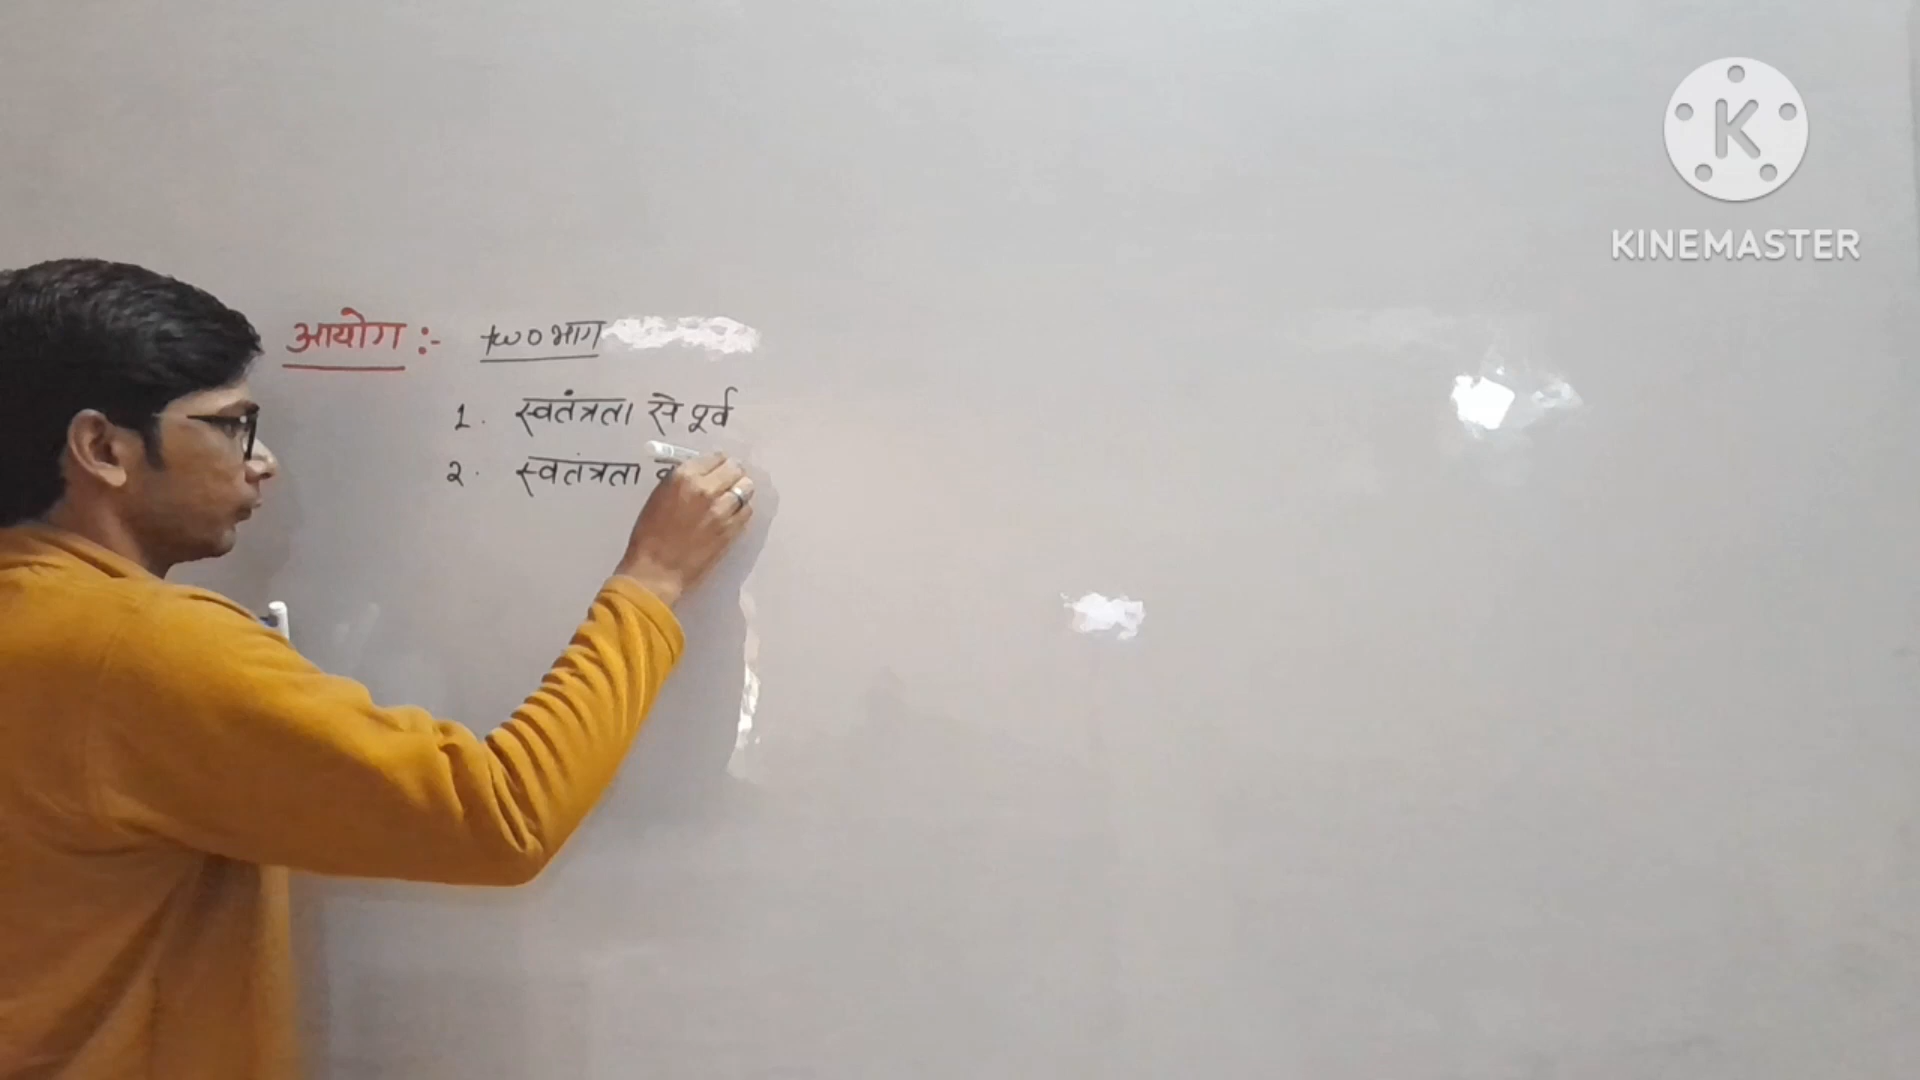 आयोग :- two भाग
1. स्वतंत्रता से पूर्व
2. स्वतंत्रता
K
KINEMASTER